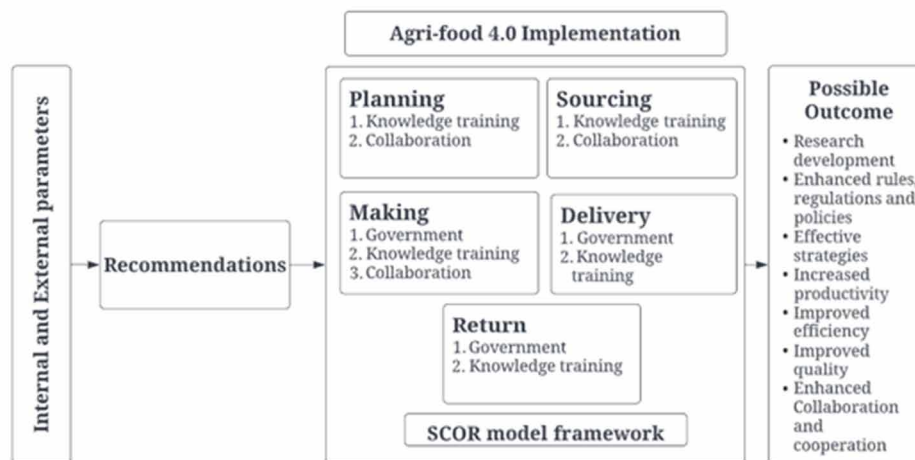 Agri-food 4.0 Implementation
Internal and External parameters
Recommendations
Planning
1. Knowledge training
2. Collaboration
Sourcing
1. Knowledge training
2. Collaboration
Making
1. Government
2. Knowledge training
3. Collaboration
Delivery
1. Government
2. Knowledge
training
Return
1. Government
2. Knowledge training
SCOR model framework
Possible
Outcome
• Research
development
• Enhanced rules,
regulations and
policies
• Effective
strategies
• Increased
productivity
• Improved
efficiency
• Improved
quality
• Enhanced
Collaboration
and
cooperation